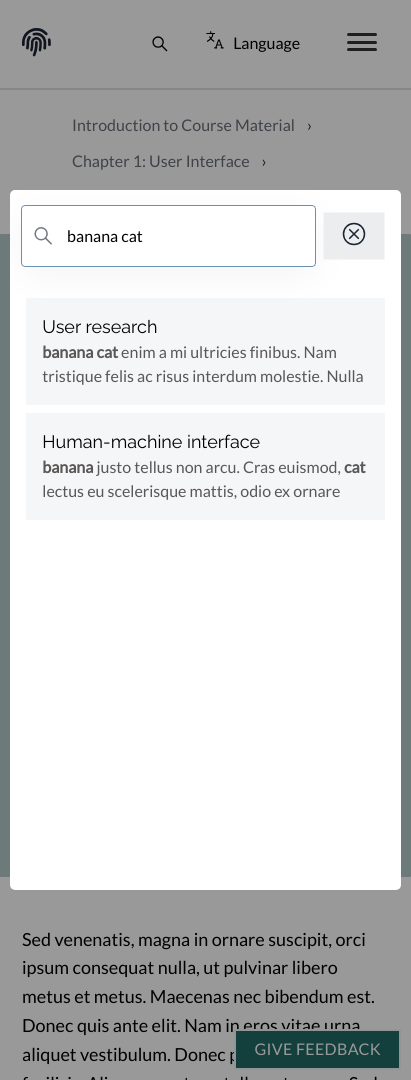 Language
Introduction to Course Material ›
Chapter 1: User Interface ›
banana cat
User research
banana cat enim a mi ultricies finibus. Nam
tristique felis ac risus interdum molestie. Nulla
Human-machine interface
banana justo tellus non arcu. Cras euismod, cat
lectus eu scelerisque mattis, odio ex ornare
Sed venenatis, magna in ornare suscipit, orci
ipsum consequat nulla, ut pulvinar libero
metus et metus. Maecenas nec bibendum est.
Donec quis ante elit. Nam in eros vitae urna
aliquet vestibulum. Donec
GIVE FEEDBACK